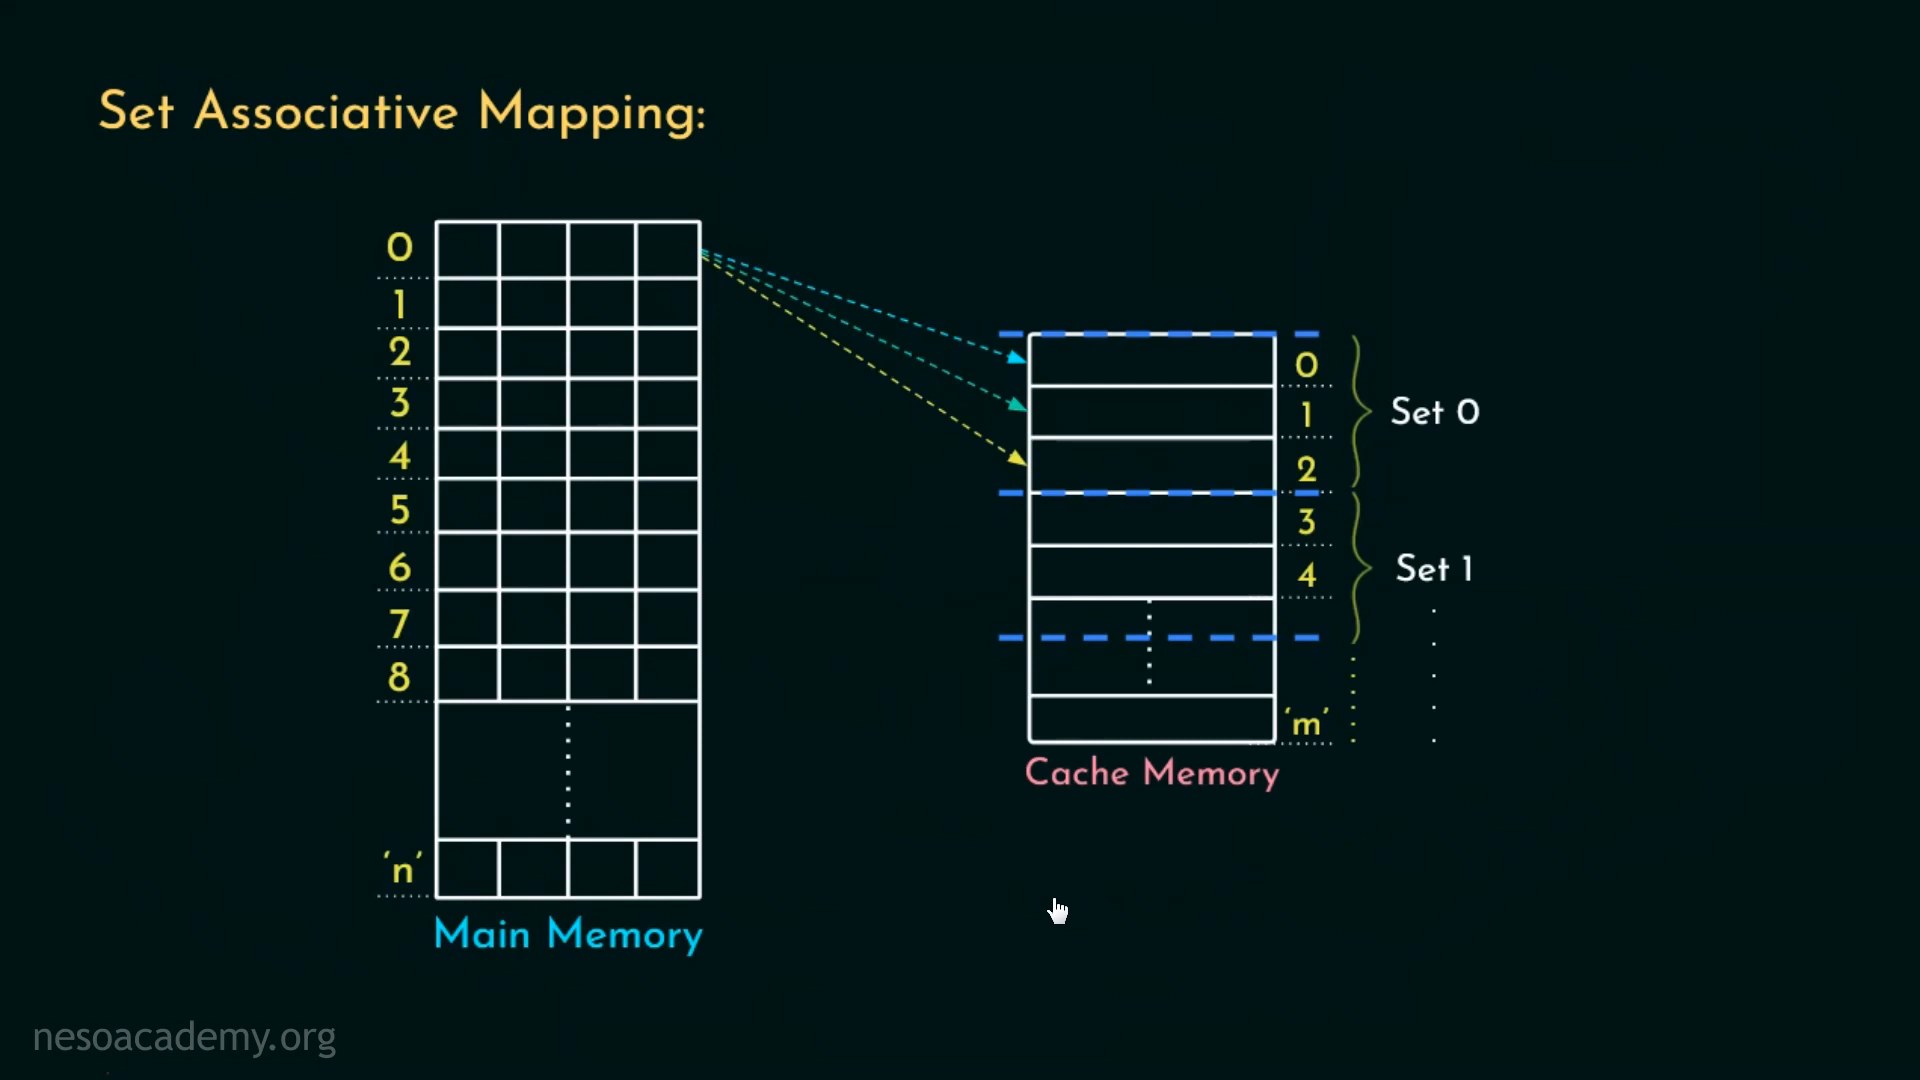 Set Associative Mapping:
0
1
2
3
4
5
6
7
8
'n'
Main Memory
0
1
2
3
4
'm'
Set 0
Set 1
Cache Memory
nesoacademy.org